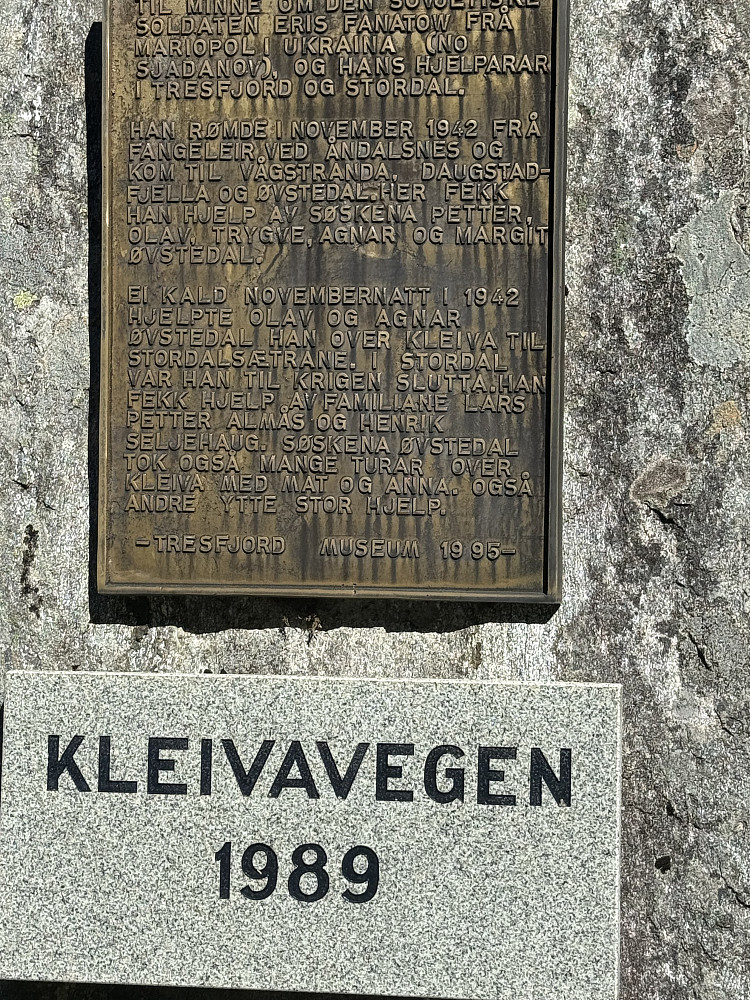 TIL MINNE OM DEN SOVJETISKE
SOLDATEN ERIS FANATOW FRÅ
MARIOPOL I UKRAINA (NO
SJADANOV), OG HANS HJELPARAR
I TRESFJORD OG STORDAL.
HAN RØMDE I NOVEMBER 1942 FRÅ
FANGELEIR VED ÅNDALSNES OG
KOM TIL VÅGSTRANDA, DAUGSTAD-
FJELLA OG ØVSTEDAL. HER FEKK
HAN HJELP AV SØSKENA PETTER,
OLAV, TRYGVE, AGNAR OG MARGIT
ØVSTEDAL.
EI KALD NOVEMBERNATT I 1942
HJELPTE OLAV OG AGNAR
ØVSTEDAL HAN OVER KLEIVA TIL
STORDALSÆTRANE. I STORDAL
VAR HAN TIL KRIGEN SLUTTA. HAN
FEKK HJELP AV FAMILIANE LARS
PETTER ALMÅS OG HENRIK
SELJEHAUG. SØSKENA ØVSTEDAL
TOK OGSÅ MANGE TURAR OVER
KLEIVA MED MAT OG ANNA. OGSÅ
ANDRE YTTE STOR HJELP.
-TRESFJORD MUSEUM 1995-
KLEIVAVEGEN
1989